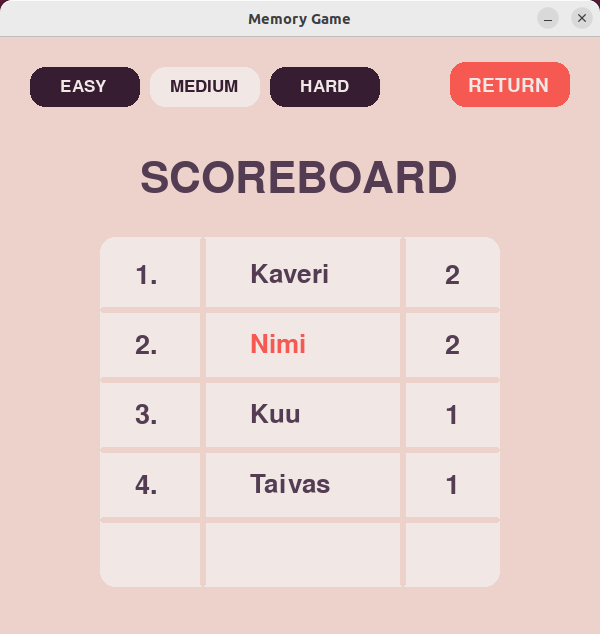 Memory Game
EASY MEDIUM HARD RETURN
SCOREBOARD
1. Kaveri 2
2. Nimi 2
3. Kuu 1
4. Taivas 1